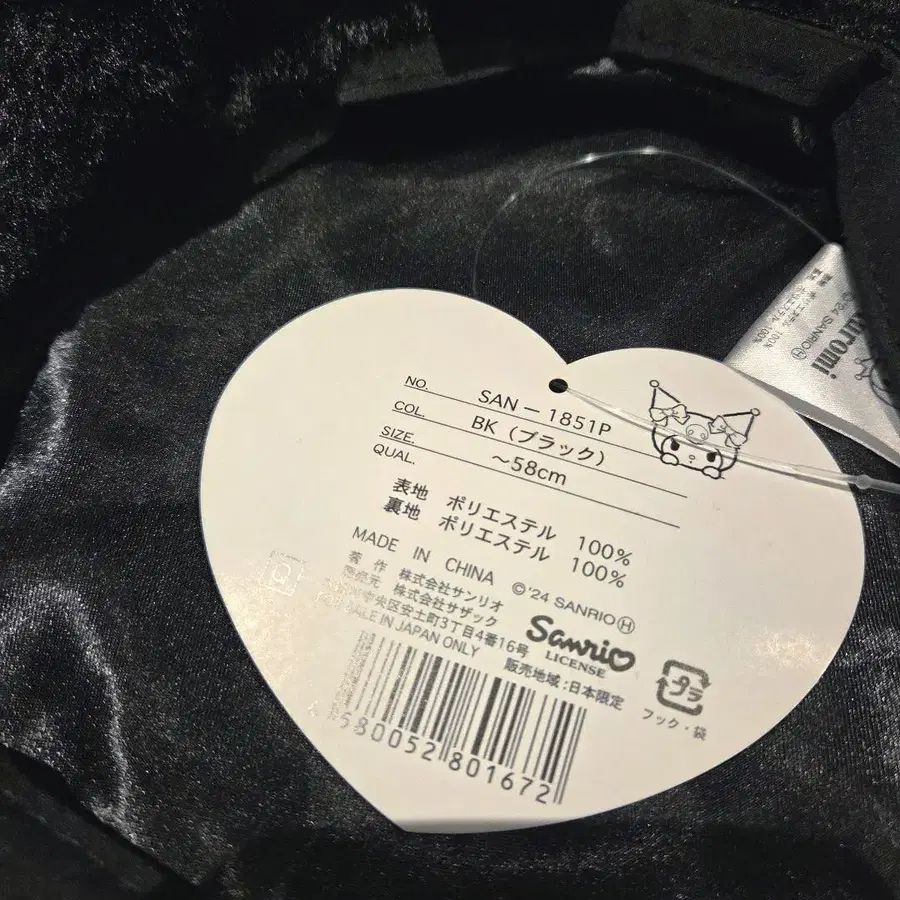 NO. SAN-1851P
COL. BK (ブラック)
SIZE. ~58cm
QUAL.
表地 ポリエステル 100%
裏地 ポリエステル 100%
MADE IN CHINA
©'24 SANRIO Ⓗ
著 作 株式会社サンリオ
株式会社サザック
中央区安土町3丁目4番16号
SALE IN JAPAN ONLY
Sanrio
LICENSE
販売地域:日本限定
プラ
フック・袋
580052 801672
©'24 SANRIO Ⓗ
kuromi